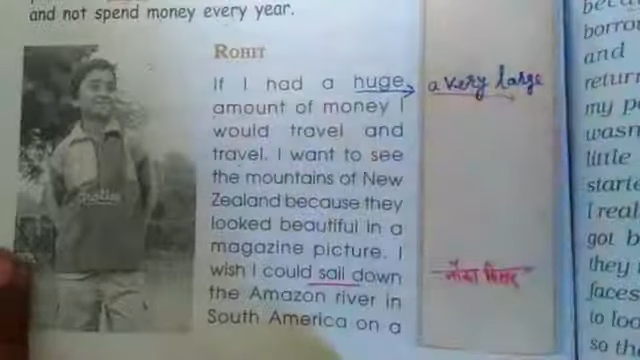 and not spend money every year.
ROHIT
If I had a huge
amount of money I
would travel and
travel. I want to see
the mountains of New
Zealand because they
looked beautiful in a
magazine picture. I
wish I could sail down
the Amazon river in
South America on a
a very large
borro
and
return
my p
wasn
little
starte
I real
got b
they
faces
to loo
so th